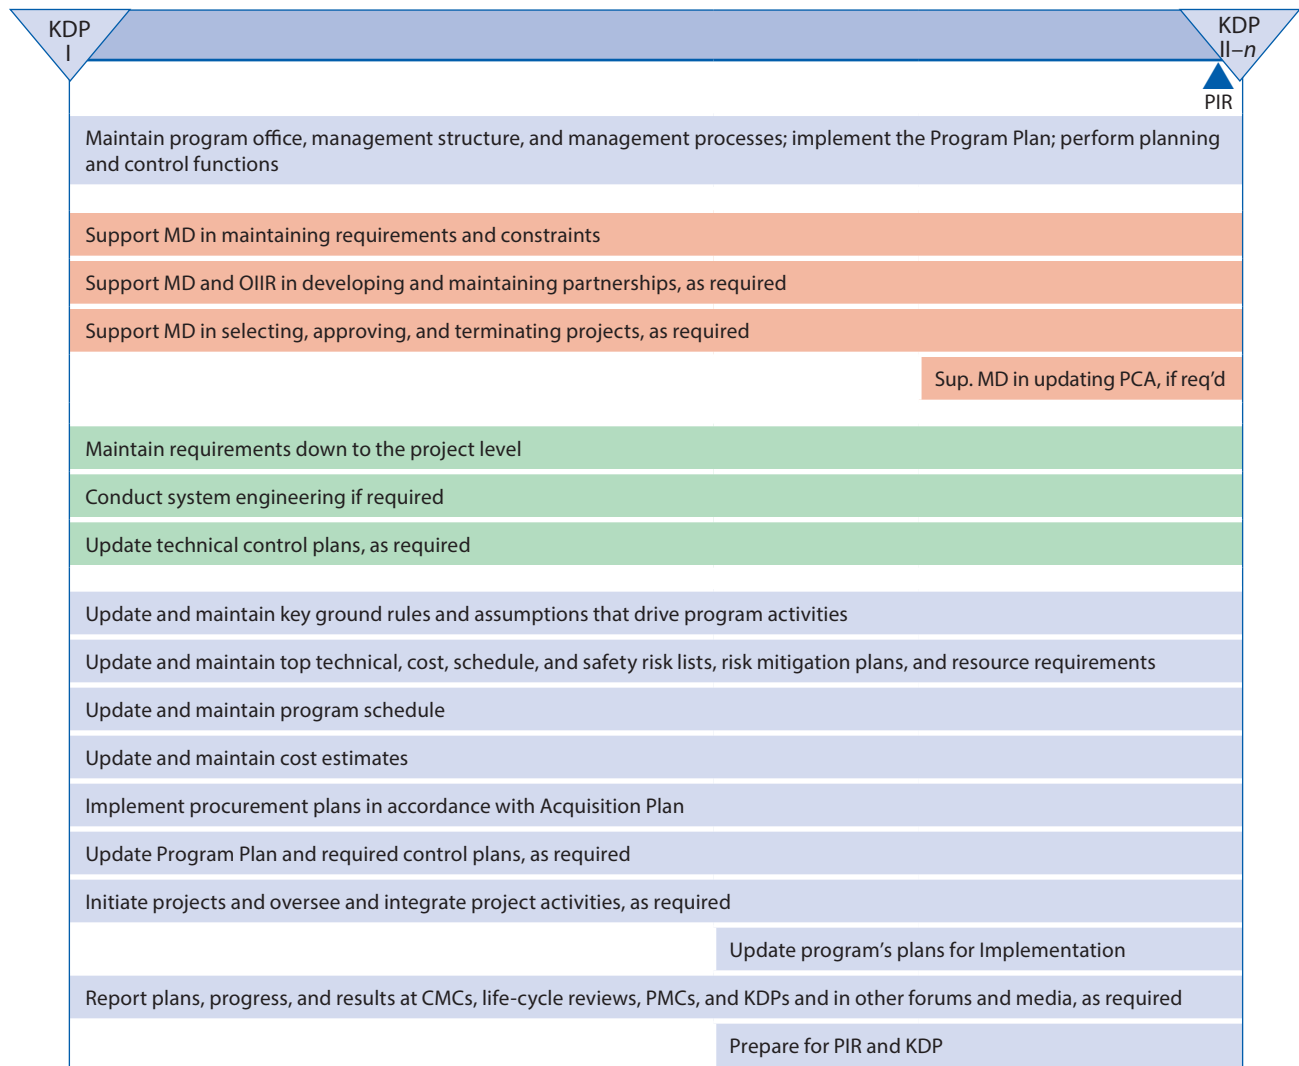 KDP
I
KDP
II–n
PIR
Maintain program office, management structure, and management processes; implement the Program Plan; perform planning
and control functions
Support MD in maintaining requirements and constraints
Support MD and OIIR in developing and maintaining partnerships, as required
Support MD in selecting, approving, and terminating projects, as required
Sup. MD in updating PCA, if req’d
Maintain requirements down to the project level
Conduct system engineering if required
Update technical control plans, as required
Update and maintain key ground rules and assumptions that drive program activities
Update and maintain top technical, cost, schedule, and safety risk lists, risk mitigation plans, and resource requirements
Update and maintain program schedule
Update and maintain cost estimates
Implement procurement plans in accordance with Acquisition Plan
Update Program Plan and required control plans, as required
Initiate projects and oversee and integrate project activities, as required
Update program’s plans for Implementation
Report plans, progress, and results at CMCs, life-cycle reviews, PMCs, and KDPs and in other forums and media, as required
Prepare for PIR and KDP